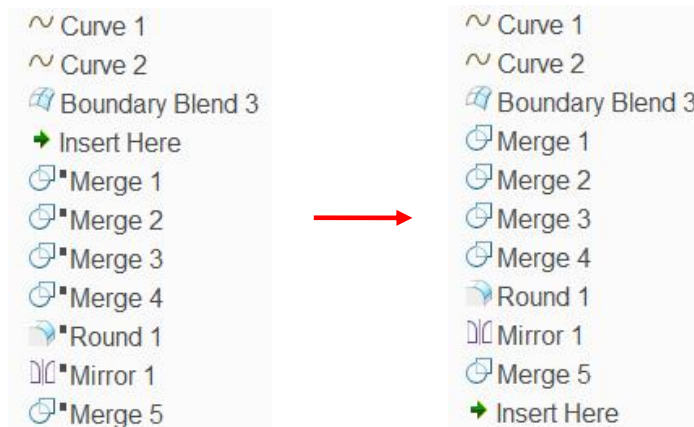 Curve 1
Curve 2
Boundary Blend 3
Insert Here
Merge 1
Merge 2
Merge 3
Merge 4
Round 1
Mirror 1
Merge 5
Curve 1
Curve 2
Boundary Blend 3
Merge 1
Merge 2
Merge 3
Merge 4
Round 1
Mirror 1
Merge 5
Insert Here